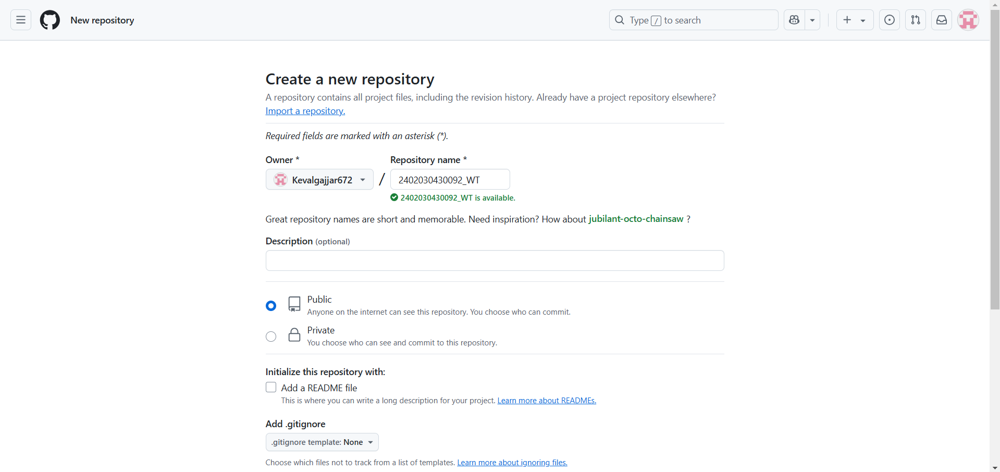 New repository
Type / to search
Create a new repository
A repository contains all project files, including the revision history. Already have a project repository elsewhere?
Import a repository.
Required fields are marked with an asterisk (*).
Owner *
Repository name *
Kevalgajjar672
/
2402030430092_WT
2402030430092_WT is available.
Great repository names are short and memorable. Need inspiration? How about jubilant-octo-chainsaw ?
Description (optional)
Public
Anyone on the internet can see this repository. You choose who can commit.
Private
You choose who can see and commit to this repository.
Initialize this repository with:
Add a README file
This is where you can write a long description for your project. Learn more about READMEs.
Add .gitignore
.gitignore template: None
Choose which files not to track from a list of templates. Learn more about ignoring files.